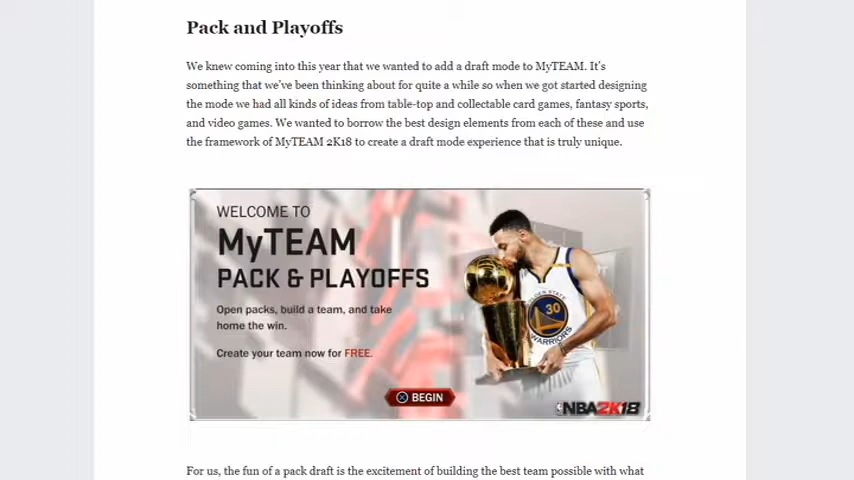 Pack and Playoffs
We knew coming into this year that we wanted to add a draft mode to MyTEAM. It's
something that we've been thinking about for quite a while so when we got started designing
the mode we had all kinds of ideas from table-top and collectable card games, fantasy sports,
and video games. We wanted to borrow the best design elements from each of these and use
the framework of MyTEAM 2K18 to create a draft mode experience that is truly unique.
WELCOME TO
MyTEAM
PACK & PLAYOFFS
Open packs, build a team, and take
home the win.
Create your team now for FREE.
GOLDEN STATE
30
WARRIORS
BEGIN
NBA2K18
For us, the fun of a pack draft is the excitement of building the best team possible with what